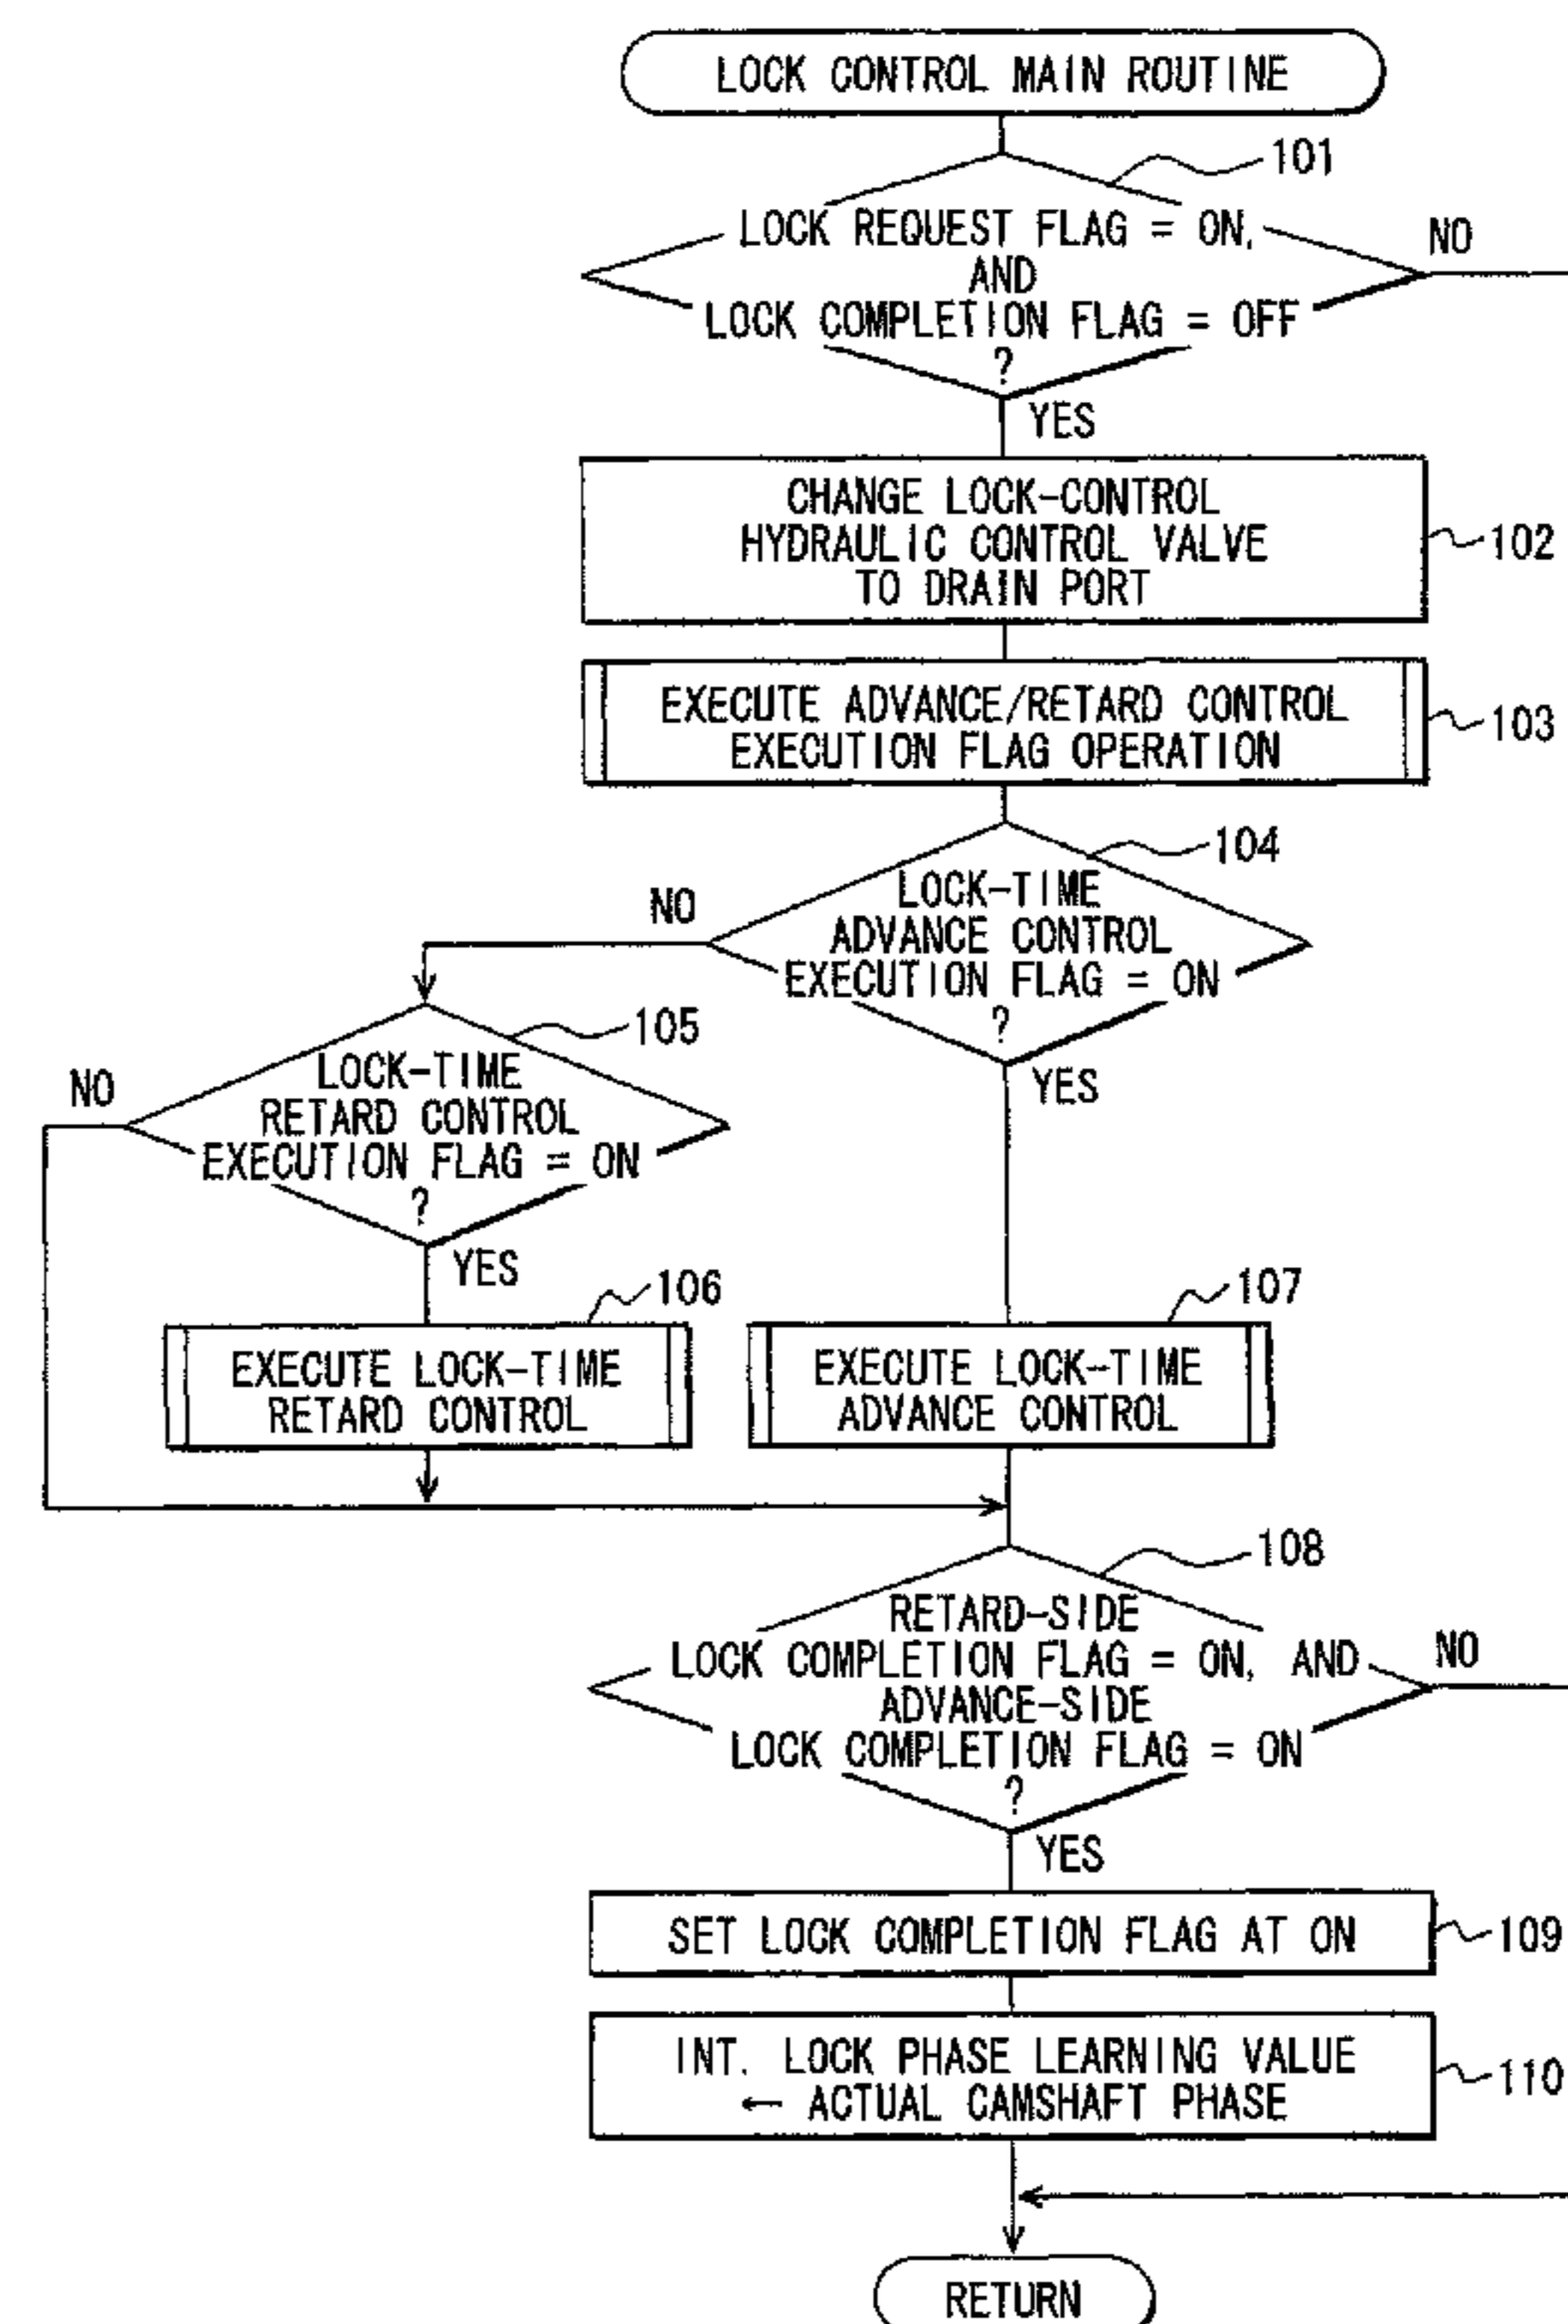 LOCK CONTROL MAIN ROUTINE
101
LOCK REQUEST FLAG = ON,
AND
LOCK COMPLETION FLAG = OFF
?
NO
YES
CHANGE LOCK-CONTROL
HYDRAULIC CONTROL VALVE
TO DRAIN PORT
102
EXECUTE ADVANCE/RETARD CONTROL
EXECUTION FLAG OPERATION
103
104
LOCK-TIME
ADVANCE CONTROL
EXECUTION FLAG = ON
?
NO
YES
105
LOCK-TIME
RETARD CONTROL
EXECUTION FLAG = ON
?
NO
YES
106
EXECUTE LOCK-TIME
RETARD CONTROL
107
EXECUTE LOCK-TIME
ADVANCE CONTROL
108
RETARD-SIDE
LOCK COMPLETION FLAG = ON, AND
ADVANCE-SIDE
LOCK COMPLETION FLAG = ON
?
NO
YES
SET LOCK COMPLETION FLAG AT ON
109
INT. LOCK PHASE LEARNING VALUE
← ACTUAL CAMSHAFT PHASE
110
RETURN